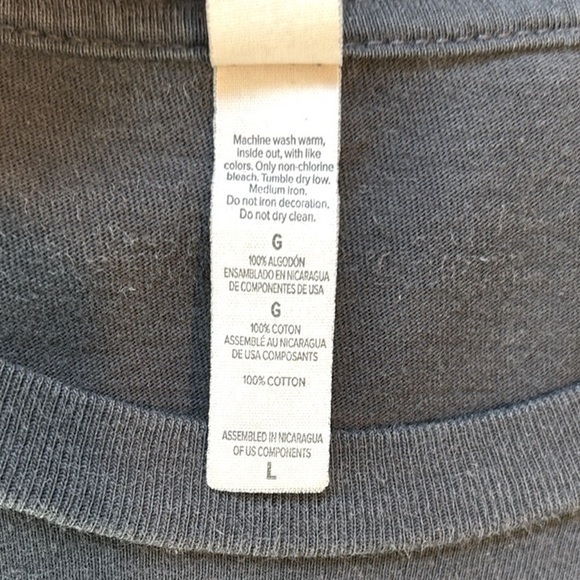 Machine wash warm,
inside out, with like
colors. Only non-chlorine
bleach. Tumble dry low.
Medium iron.
Do not iron decoration.
Do not dry clean.
G
100% ALGODÓN
ENSAMBLADO EN NICARAGUA
DE COMPONENTES DE USA
G
100% COTON
ASSEMBLÉ AU NICARAGUA
DE USA COMPOSANTS
100% COTTON
ASSEMBLED IN NICARAGUA
OF US COMPONENTS
L